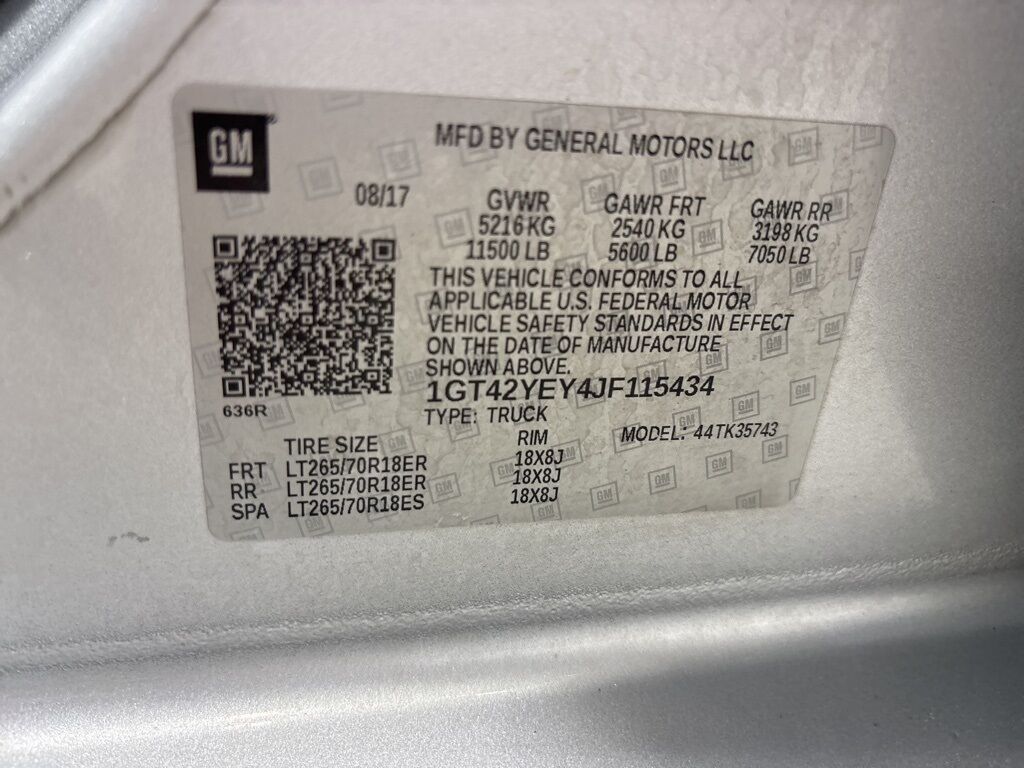 GM
MFD BY GENERAL MOTORS LLC
08/17 GVWR GAWR FRT GAWR RR
5216 KG 2540 KG 3198 KG
11500 LB 5600 LB 7050 LB
THIS VEHICLE CONFORMS TO ALL
APPLICABLE U.S. FEDERAL MOTOR
VEHICLE SAFETY STANDARDS IN EFFECT
ON THE DATE OF MANUFACTURE
SHOWN ABOVE.
1GT42YEY4JF115434
636R
TYPE: TRUCK MODEL: 44TK35743
TIRE SIZE RIM
FRT LT265/70R18ER 18X8J
RR LT265/70R18ER 18X8J
SPA LT265/70R18ES 18X8J